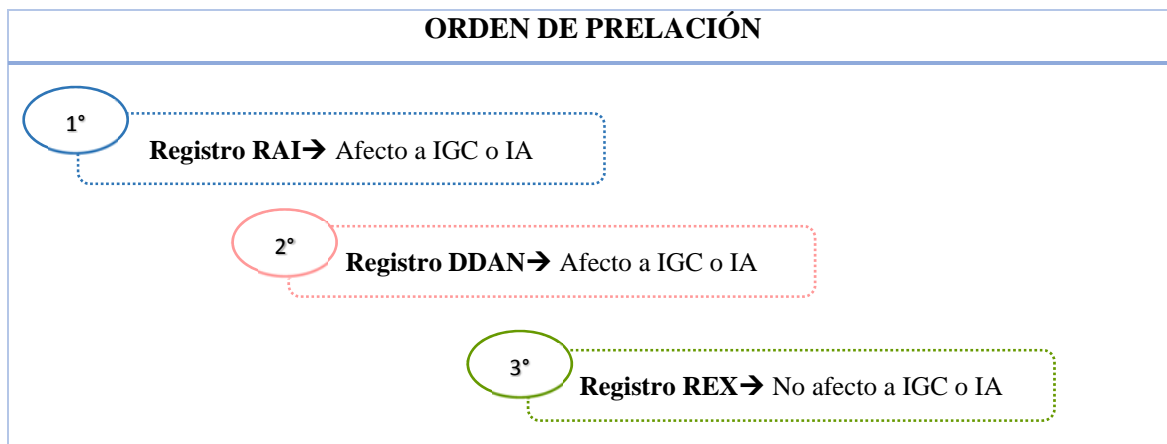 ORDEN DE PRELACIÓN
1°
Registro RAI➔ Afecto a IGC o IA
2°
Registro DDAN➔ Afecto a IGC o IA
3°
Registro REX➔ No afecto a IGC o IA